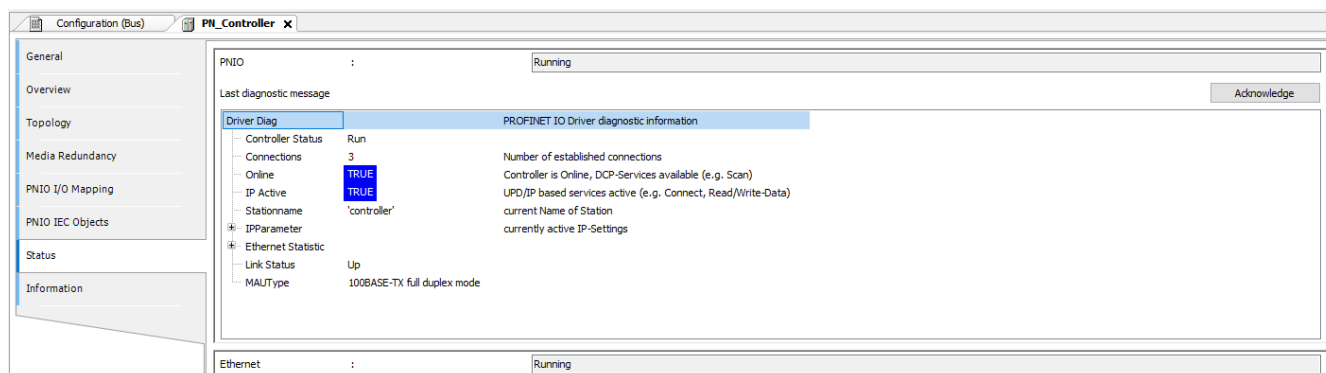 Configuration (Bus) PN_Controller X
General
Overview
Topology
Media Redundancy
PNIO I/O Mapping
PNIO IEC Objects
Status
Information
PNIO : Running
Last diagnostic message Acknowledge
Driver Diag PROFINET IO Driver diagnostic information
Controller Status Run
Connections 3 Number of established connections
Online TRUE Controller is Online, DCP-Services available (e.g. Scan)
IP Active TRUE UPD/IP based services active (e.g. Connect, Read/Write-Data)
Stationname 'controller' current Name of Station
IPParameter currently active IP-Settings
Ethernet Statistic
Link Status Up
MAUType 100BASE-TX full duplex mode
Ethernet : Running